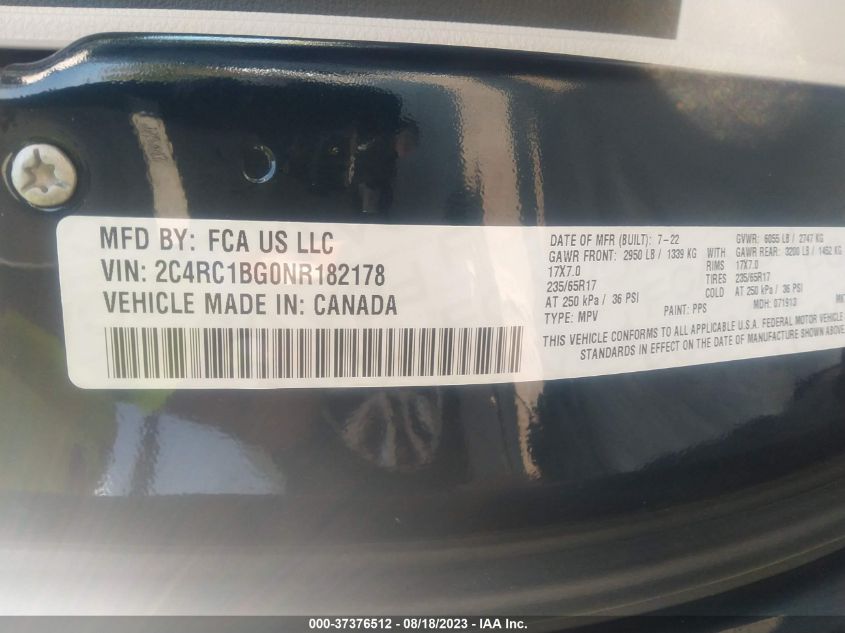 MFD BY: FCA US LLC
VIN: 2C4RC1BG0NR182178
VEHICLE MADE IN: CANADA
DATE OF MFR (BUILT): 7-22 GVWR: 6055 LB / 2747 KG
GAWR FRONT: 2950 LB / 1339 KG WITH GAWR REAR: 3200 LB / 1452 KG
17X7.0 RIMS 17X7.0
235/65R17 TIRES 235/65R17
AT 250 kPa / 36 PSI COLD AT 250 kPa / 36 PSI
TYPE: MPV PAINT: PPS MDH: 071913
THIS VEHICLE CONFORMS TO ALL APPLICABLE U.S.A. FEDERAL MOTOR VEHICLE
STANDARDS IN EFFECT ON THE DATE OF MANUFACTURE SHOWN ABOVE
000-37376512 - 08/18/2023 - IAA Inc.